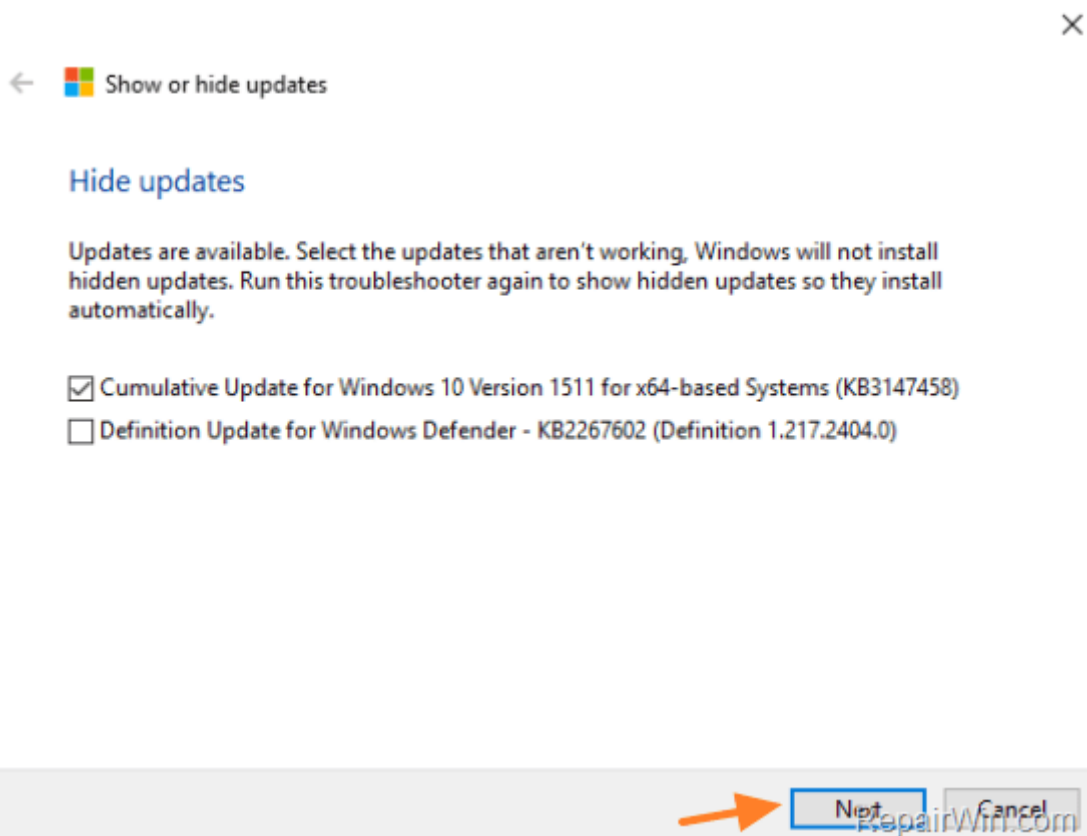 Show or hide updates
Hide updates
Updates are available. Select the updates that aren't working, Windows will not install
hidden updates. Run this troubleshooter again to show hidden updates so they install
automatically.
Cumulative Update for Windows 10 Version 1511 for x64-based Systems (KB3147458)
Definition Update for Windows Defender - KB2267602 (Definition 1.217.2404.0)
Next
Cancel
RepairWin.com